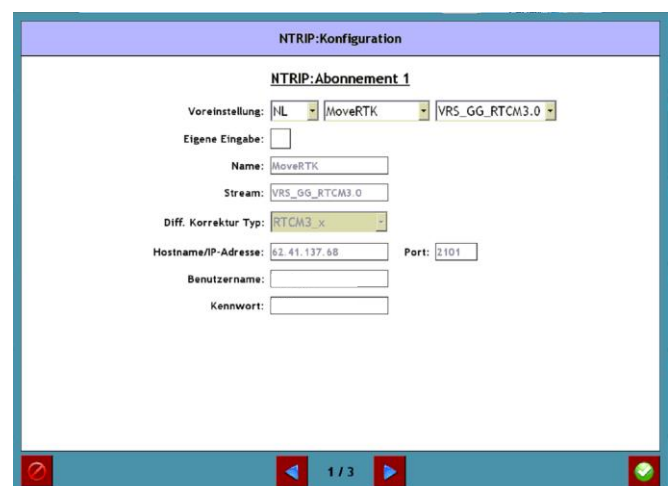 NTRIP:Konfiguration
NTRIP:Abonnement 1
Voreinstellung: NL MoveRTK VRS_GG_RTCM3.0
Eigene Eingabe:
Name: MoveRTK
Stream: VRS_GG_RTCM3.0
Diff. Korrektur Typ: RTCM3_x
Hostname/IP-Adresse: 62.41.137.68 Port: 2101
Benutzername:
Kennwort:
1 / 3